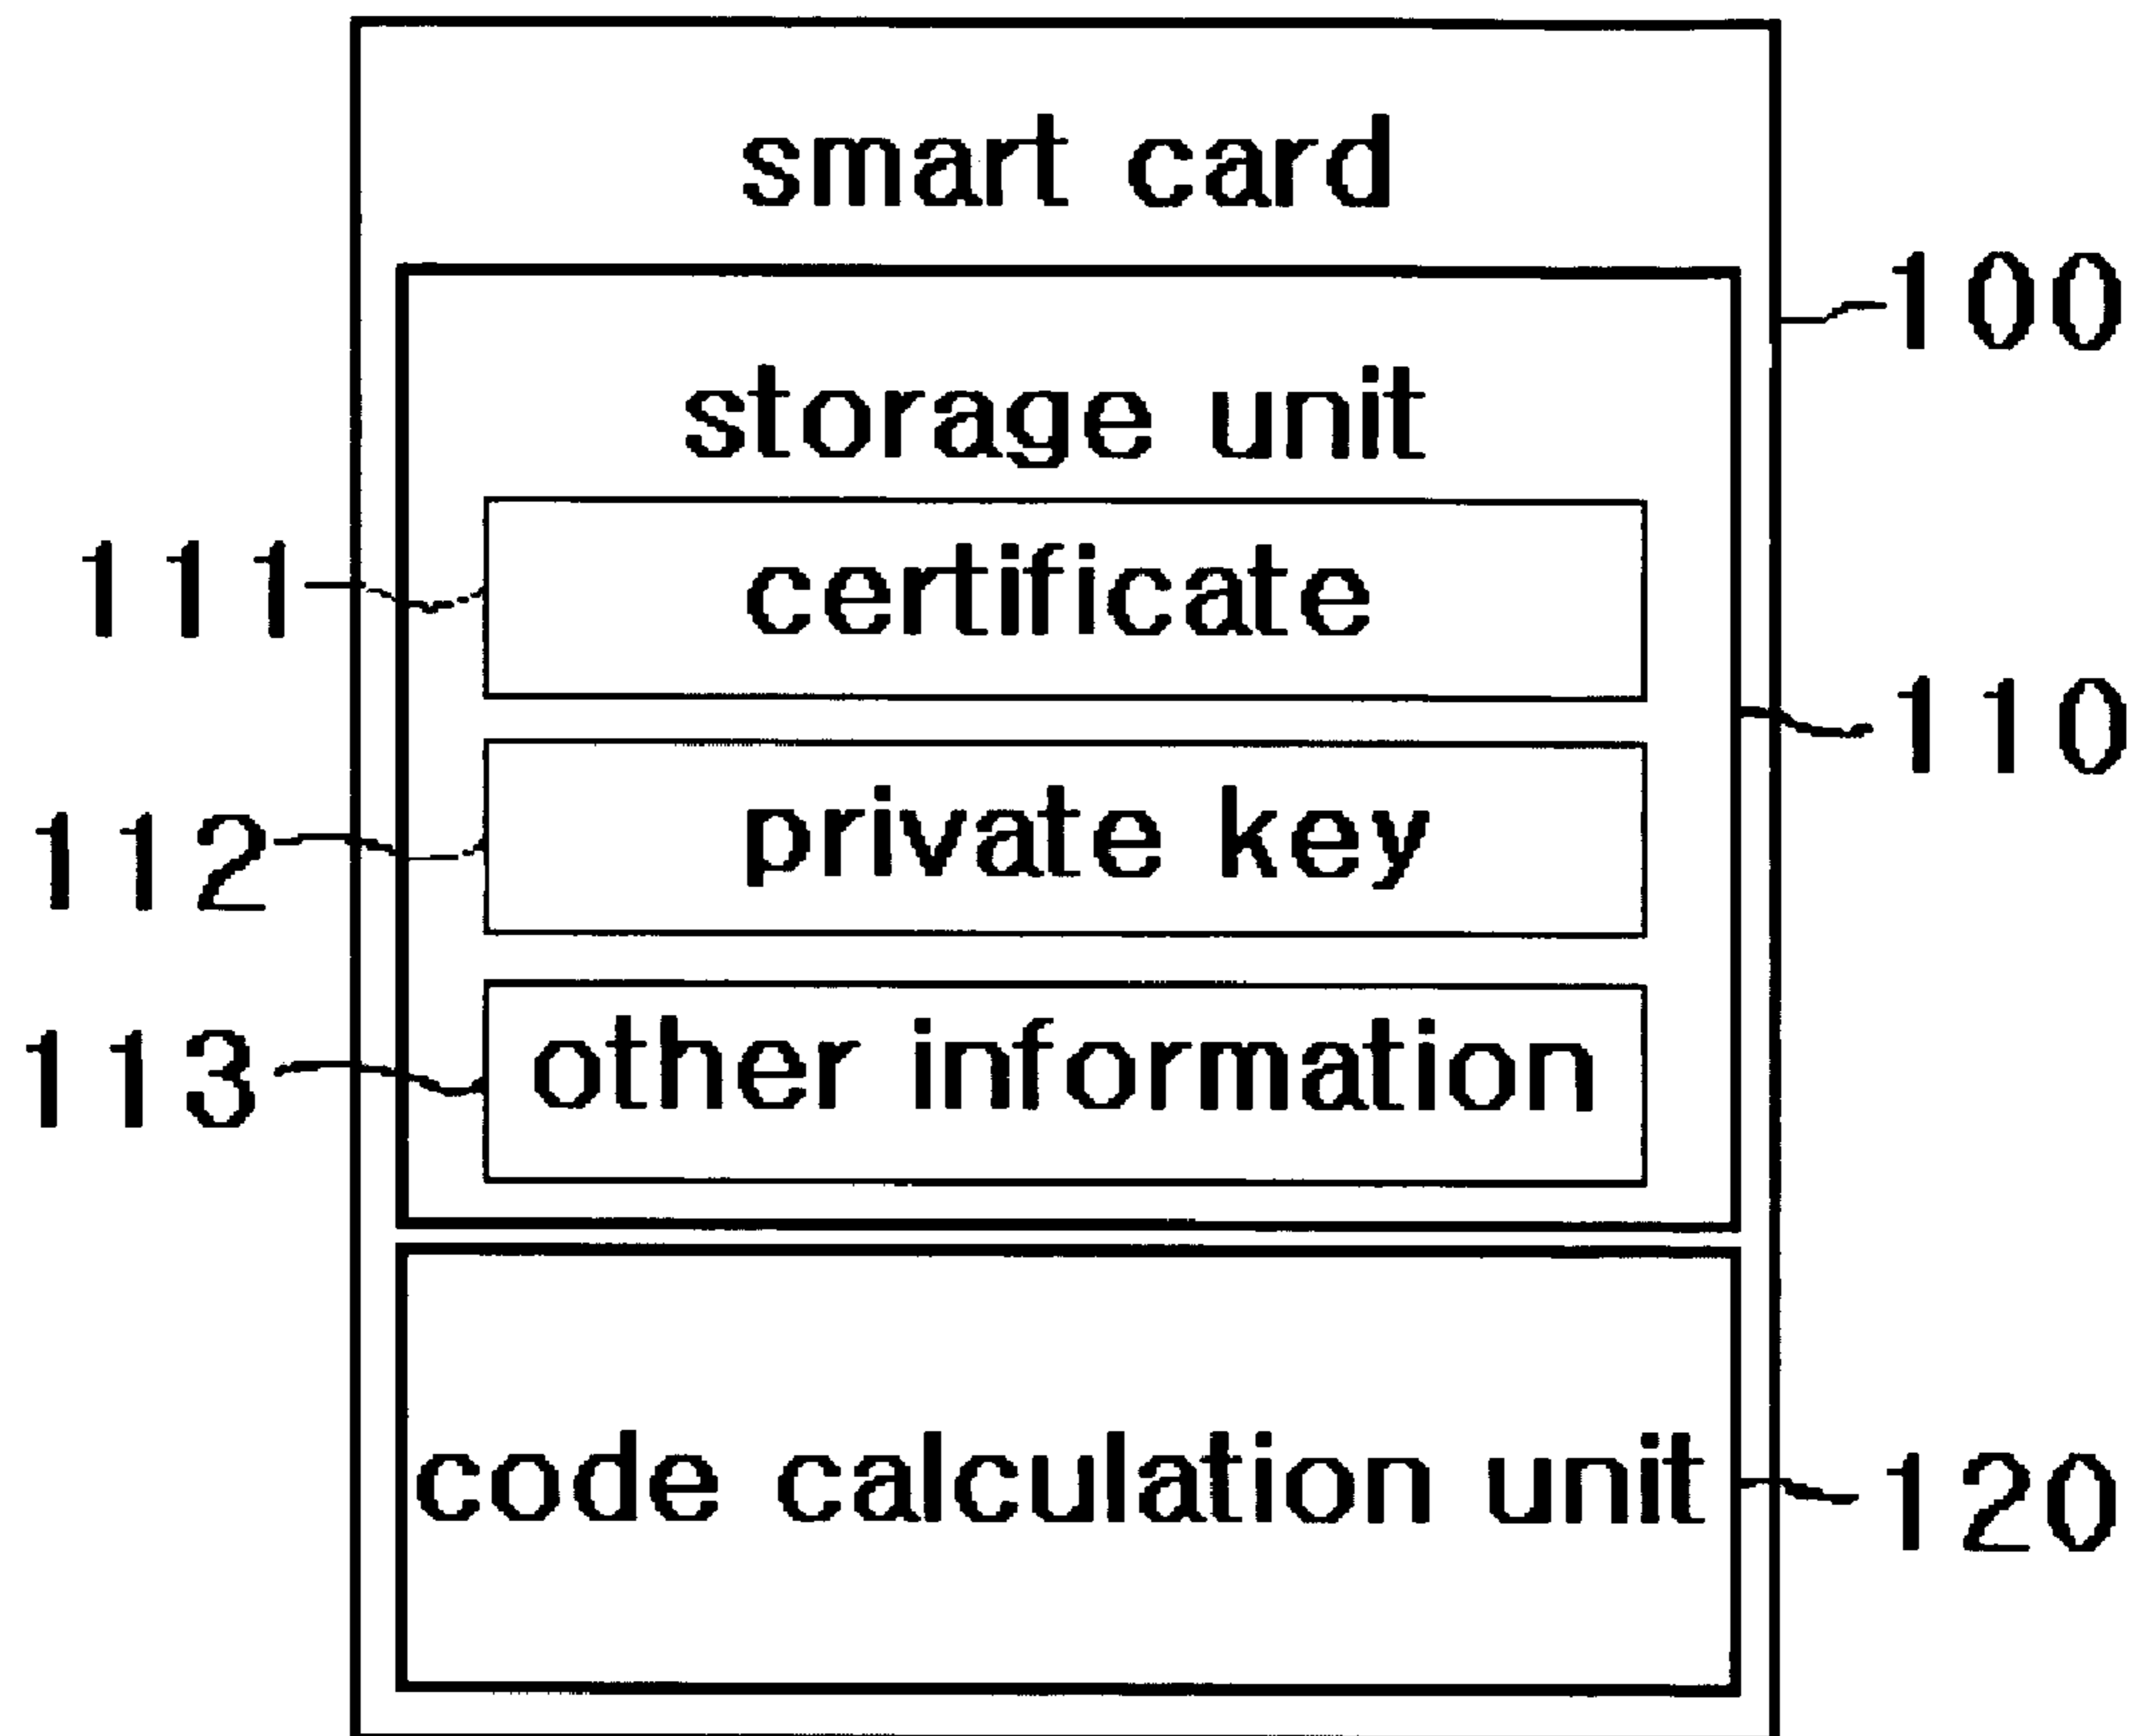 smart card
100
storage unit
111
certificate
110
112
private key
113
other information
code calculation unit
120